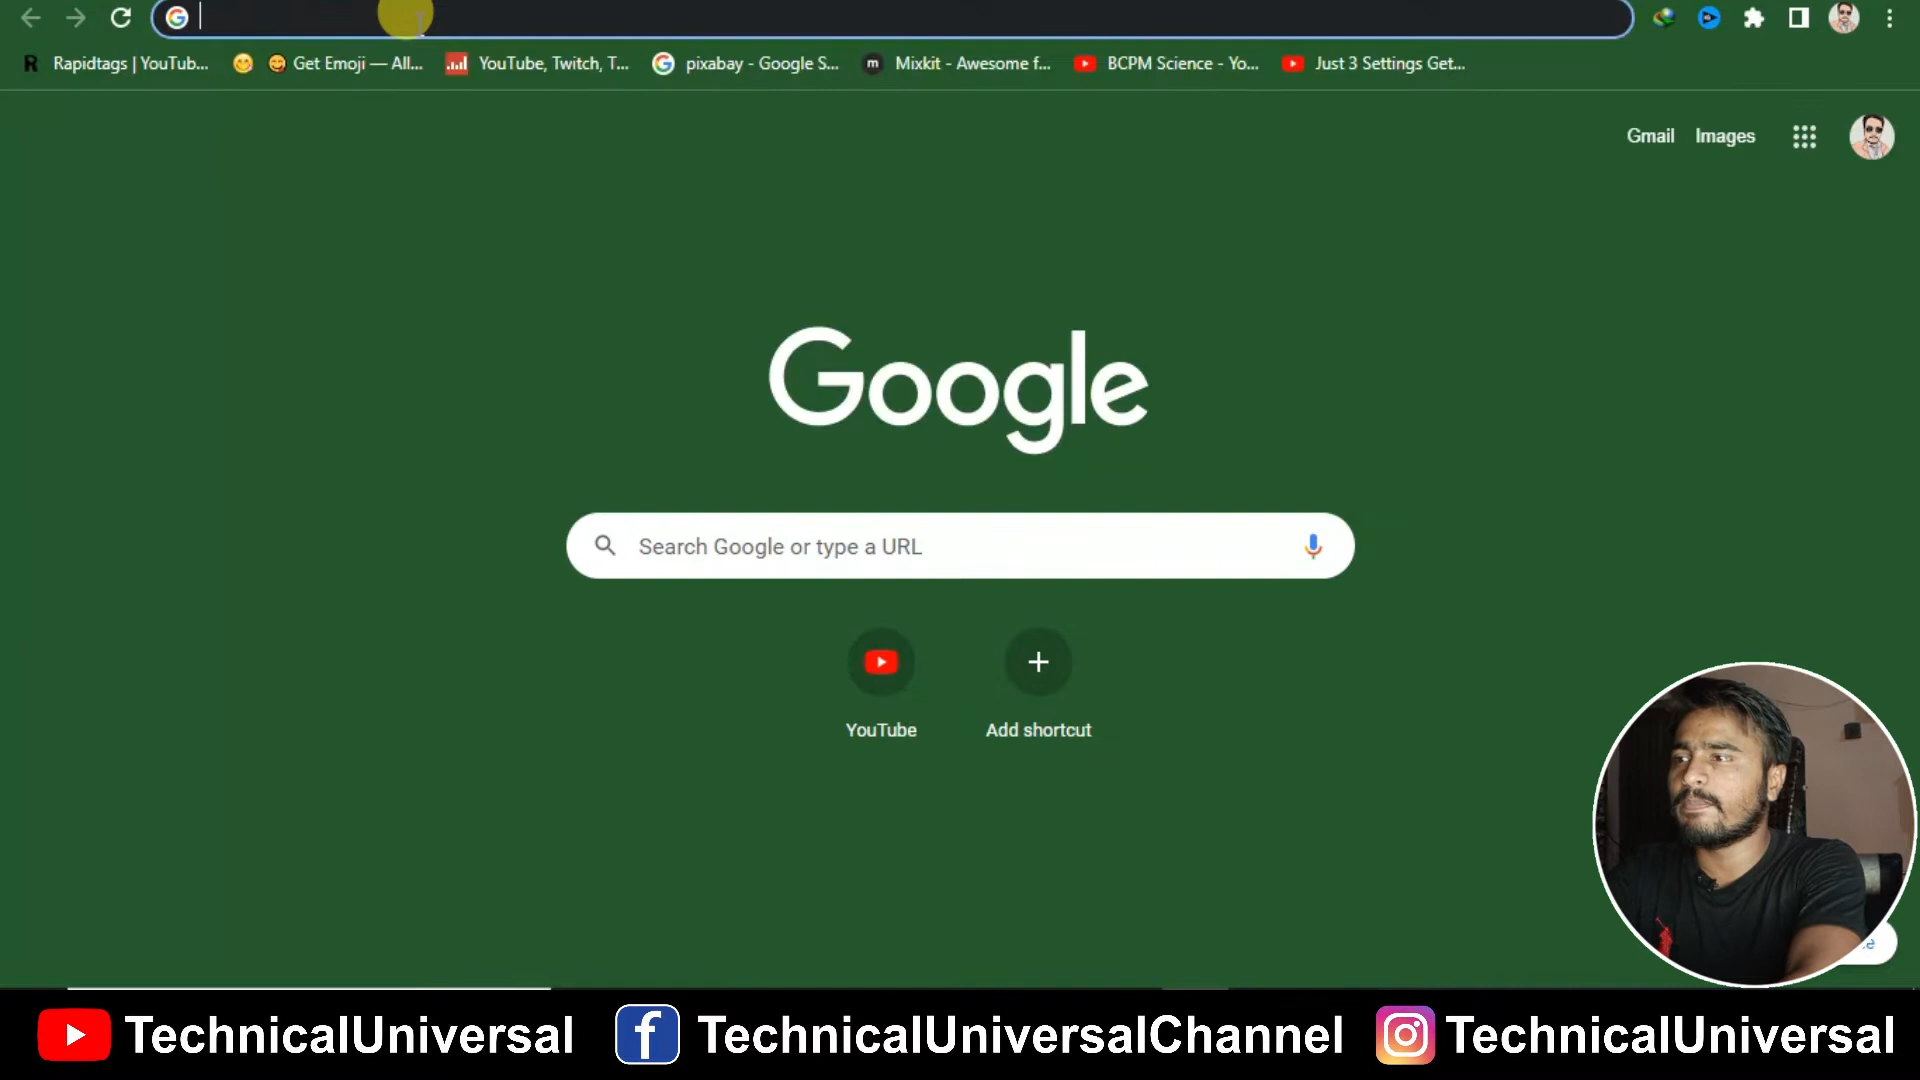 Rapidtags | YouTub...
Get Emoji — All...
YouTube, Twitch, T...
pixabay - Google S...
m
Mixkit - Awesome f...
BCPM Science - Yo...
Just 3 Settings Get...
Gmail
Images
Google
Search Google or type a URL
YouTube
Add shortcut
TechnicalUniversal
TechnicalUniversalChannel
TechnicalUniversal